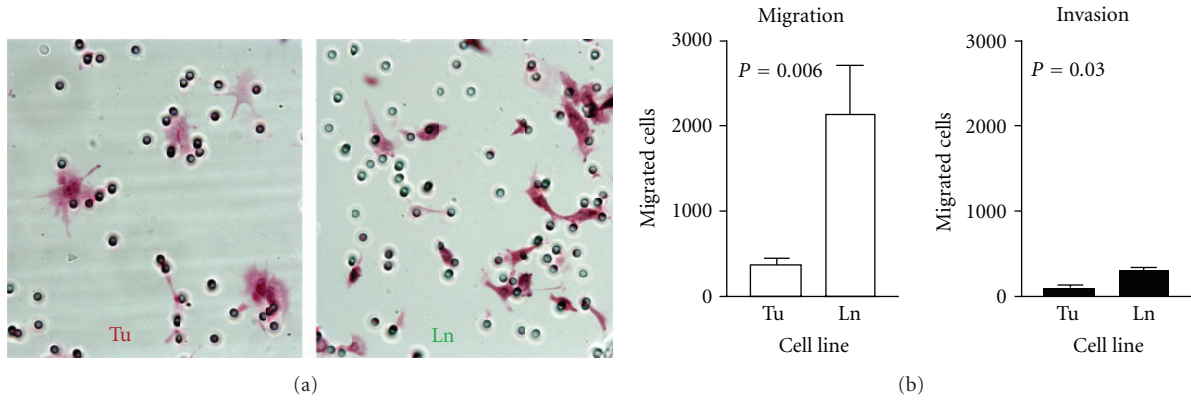 Tu
Ln
(a)
Migration
P = 0.006
3000
2000
1000
0
Migrated cells
Tu
Ln
Cell line
Invasion
P = 0.03
3000
2000
1000
0
Migrated cells
Tu
Ln
Cell line
(b)